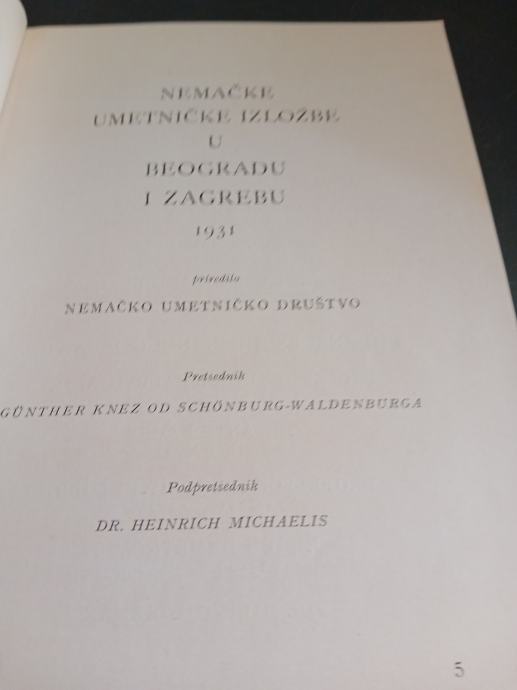 NEMAČKE
UMETNIČKE IZLOŽBE
U
BEOGRADU
I ZAGREBU
1931
priredilo
NEMAČKO UMETNIČKO DRUŠTVO
Pretsednik
GÜNTHER KNEZ OD SCHÖNBURG-WALDENBURGA
Podpretsednik
DR. HEINRICH MICHAELIS
5